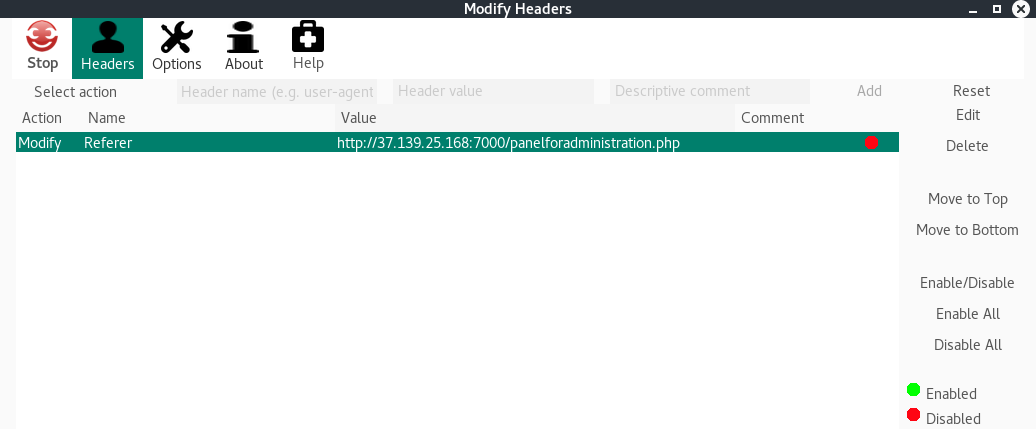 Modify Headers
Stop Headers Options About Help
Select action Header name (e.g. user-agent Header value Descriptive comment Add Reset
Action Name Value Comment Edit
Modify Referer http://37.139.25.168:7000/panelforadministration.php Delete
Move to Top
Move to Bottom
Enable/Disable
Enable All
Disable All
Enabled
Disabled